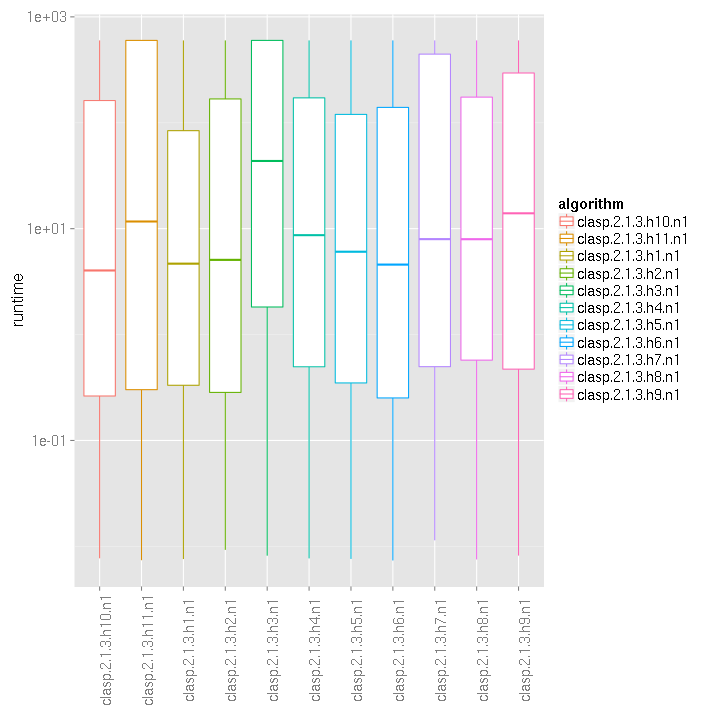 1e+03
1e+01
1e-01
runtime
clasp.2.1.3.h10.n1
clasp.2.1.3.h11.n1
clasp.2.1.3.h1.n1
clasp.2.1.3.h2.n1
clasp.2.1.3.h3.n1
clasp.2.1.3.h4.n1
clasp.2.1.3.h5.n1
clasp.2.1.3.h6.n1
clasp.2.1.3.h7.n1
clasp.2.1.3.h8.n1
clasp.2.1.3.h9.n1
algorithm
clasp.2.1.3.h10.n1
clasp.2.1.3.h11.n1
clasp.2.1.3.h1.n1
clasp.2.1.3.h2.n1
clasp.2.1.3.h3.n1
clasp.2.1.3.h4.n1
clasp.2.1.3.h5.n1
clasp.2.1.3.h6.n1
clasp.2.1.3.h7.n1
clasp.2.1.3.h8.n1
clasp.2.1.3.h9.n1